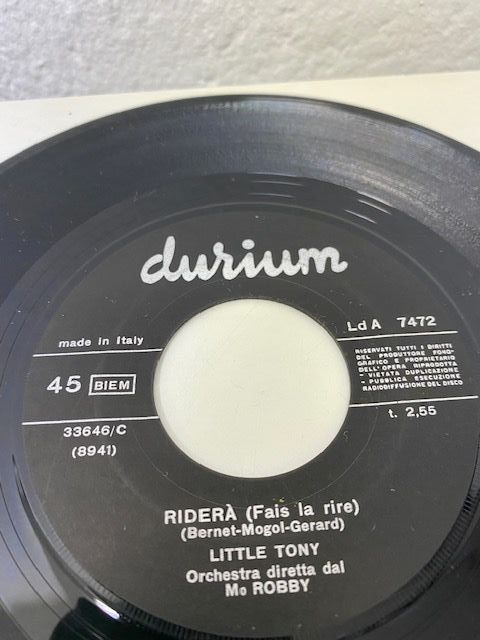 durium
made in Italy
LdA 7472
45 BIEM
RISERVATI TUTTI I DIRITTI
DEL PRODUTTORE FONO-
GRAFICO E PROPRIETARIO
DELL'OPERA RIPRODOTTA
- VIETATA DUPLICAZIONE
- PUBBLICA ESECUZIONE
RADIODIFFUSIONE DEL DISCO
33646/C
(8941)
t. 2,55
RIDERÀ (Fais la rire)
(Bernet-Mogol-Gerard)
LITTLE TONY
Orchestra diretta dal
Mo ROBBY